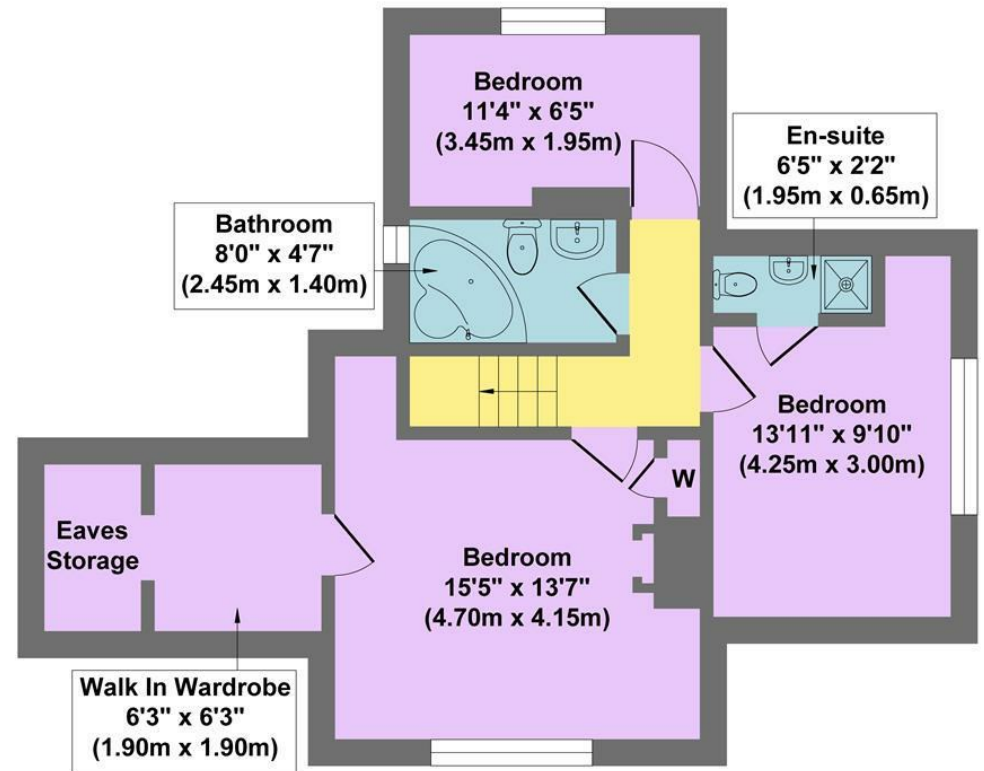 Bedroom
11'4" x 6'5"
(3.45m x 1.95m)
En-suite
6'5" x 2'2"
(1.95m x 0.65m)
Bathroom
8'0" x 4'7"
(2.45m x 1.40m)
Bedroom
13'11" x 9'10"
(4.25m x 3.00m)
W
Eaves
Storage
Bedroom
15'5" x 13'7"
(4.70m x 4.15m)
Walk In Wardrobe
6'3" x 6'3"
(1.90m x 1.90m)